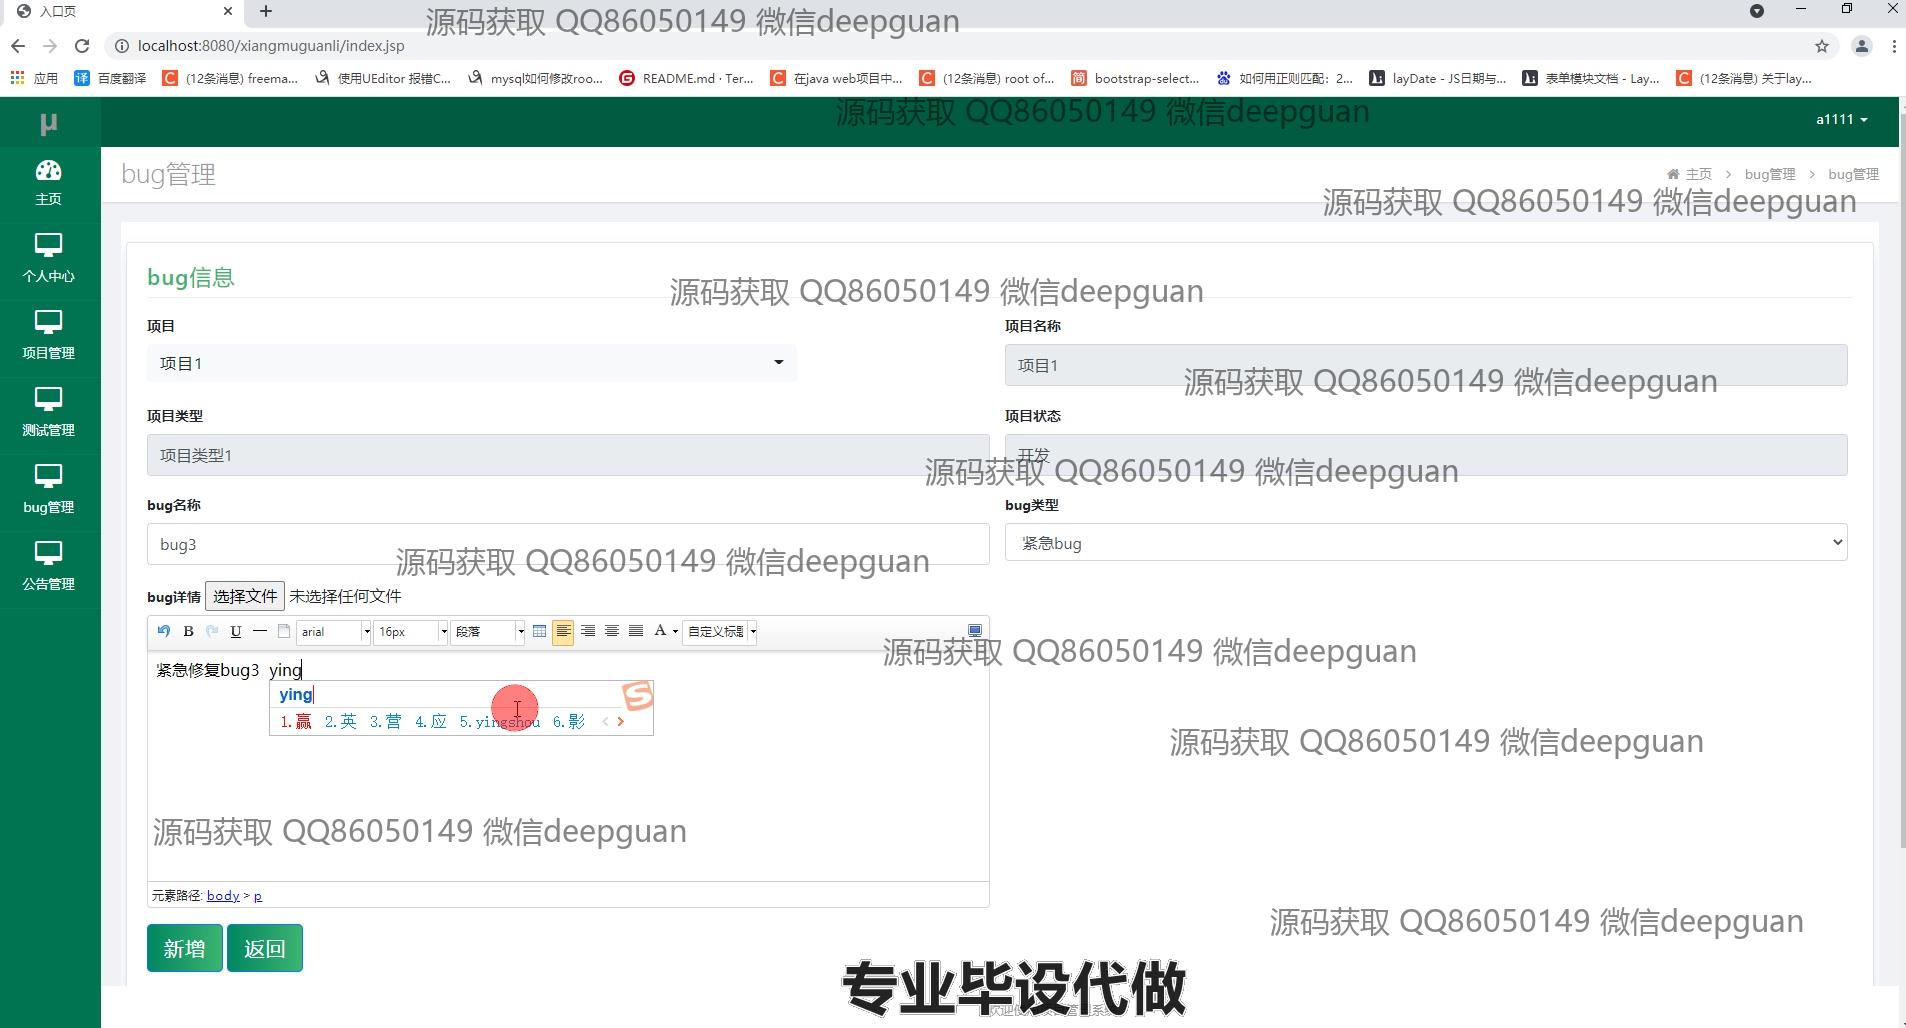 入口页
源码获取 QQ86050149 微信deepguan
localhost:8080/xiangmuguanli/index.jsp
应用
百度翻译
(12条消息) freema...
使用UEditor 报错C...
mysql如何修改roo...
README.md · Ter...
在java web项目中...
(12条消息) root of...
bootstrap-select...
如何用正则匹配：2...
layDate - JS日期与...
表单模块文档 - Lay...
(12条消息) 关于lay...
μ
源码获取 QQ86050149 微信deepguan
a1111
主页
个人中心
项目管理
测试管理
bug管理
公告管理
bug管理
主页 > bug管理 > bug管理
源码获取 QQ86050149 微信deepguan
bug信息
源码获取 QQ86050149 微信deepguan
项目
项目名称
项目1
项目1
源码获取 QQ86050149 微信deepguan
项目类型
项目状态
项目类型1
开发
源码获取 QQ86050149 微信deepguan
bug名称
bug类型
bug3
紧急bug
源码获取 QQ86050149 微信deepguan
bug详情 选择文件 未选择任何文件
B U arial 16px 段落 A 自定义标题
源码获取 QQ86050149 微信deepguan
紧急修复bug3 ying
ying
1.赢 2.英 3.营 4.应 5.yingshou 6.影
源码获取 QQ86050149 微信deepguan
源码获取 QQ86050149 微信deepguan
元素路径: body > p
源码获取 QQ86050149 微信deepguan
新增 返回
专业毕设代做